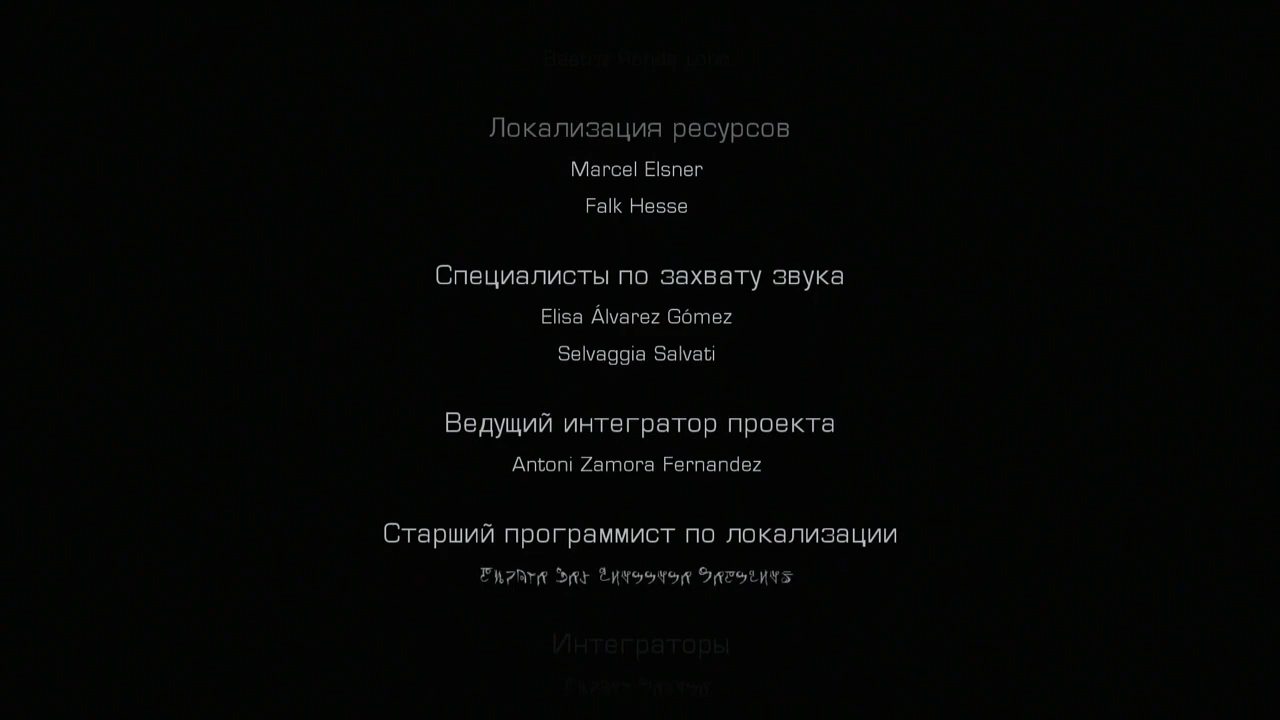 Локализация ресурсов
Marcel Elsner
Falk Hesse
Специалисты по захвату звука
Elisa Álvarez Gómez
Selvaggia Salvati
Ведущий интегратор проекта
Antoni Zamora Fernandez
Старший программист по локализации
Интеграторы